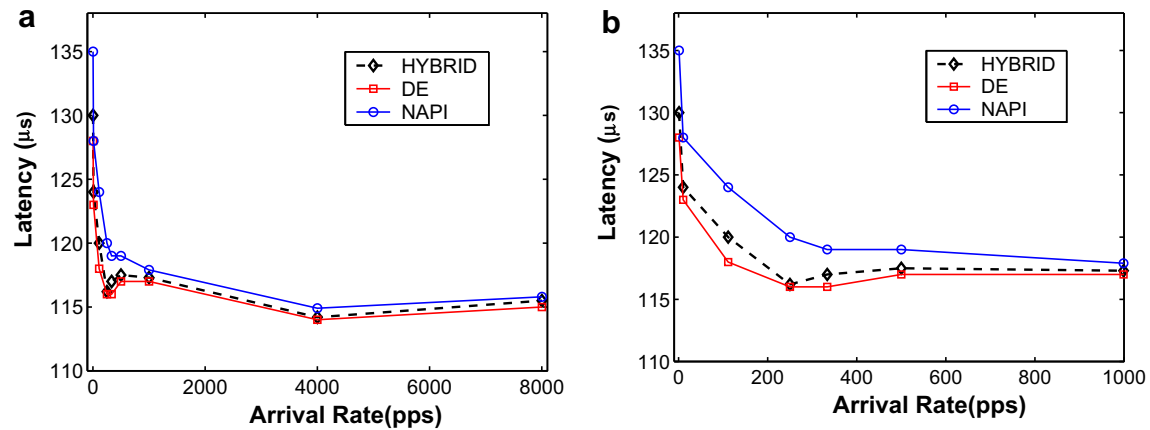 a
Latency (μs)
135
130
125
120
115
110
HYBRID
DE
NAPI
0 2000 4000 6000 8000
Arrival Rate(pps)
b
Latency (μs)
135
130
125
120
115
110
HYBRID
DE
NAPI
0 200 400 600 800 1000
Arrival Rate(pps)